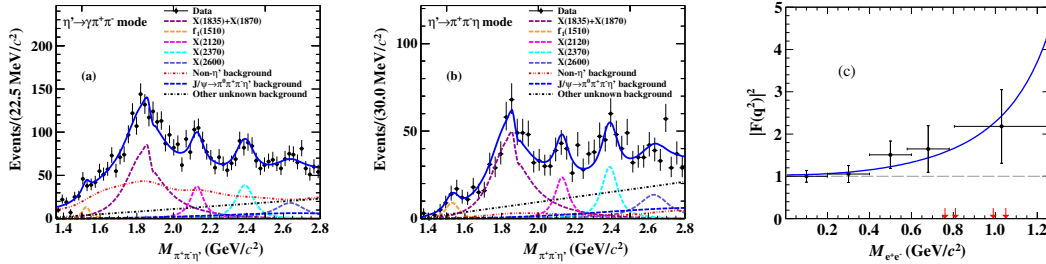 η'→γπ⁺π⁻ mode
(a)
Data
X(1835)+X(1870)
f₁(1510)
X(2120)
X(2370)
X(2600)
Non-η' background
J/ψ→π⁰π⁺π⁻η' background
Other unknown background
Events/(22.5 MeV/c²)
200
150
100
50
0
1.4 1.6 1.8 2.0 2.2 2.4 2.6 2.8
M π⁺π⁻η' (GeV/c²)
η'→π⁺π⁻η mode
(b)
Data
X(1835)+X(1870)
f₁(1510)
X(2120)
X(2370)
X(2600)
Non-η' background
J/ψ→π⁰π⁺π⁻η' background
Other unknown background
Events/(30.0 MeV/c²)
100
50
0
1.4 1.6 1.8 2.0 2.2 2.4 2.6 2.8
M π⁺π⁻η' (GeV/c²)
(c)
|F(q²)|²
5
4
3
2
1
0
0.2 0.4 0.6 0.8 1.0 1.2
M e⁺e⁻ (GeV/c²)